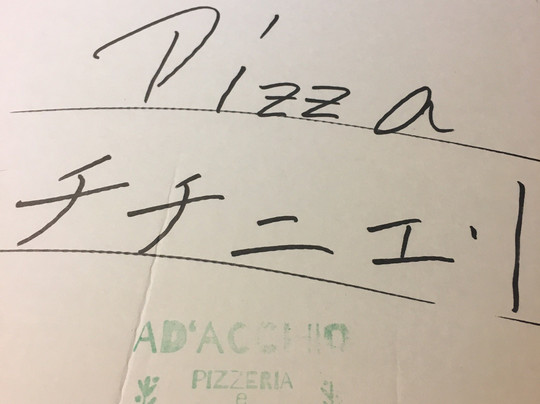 Pizza
チチニエリ
AD'ACCHIO
PIZZERIA
e